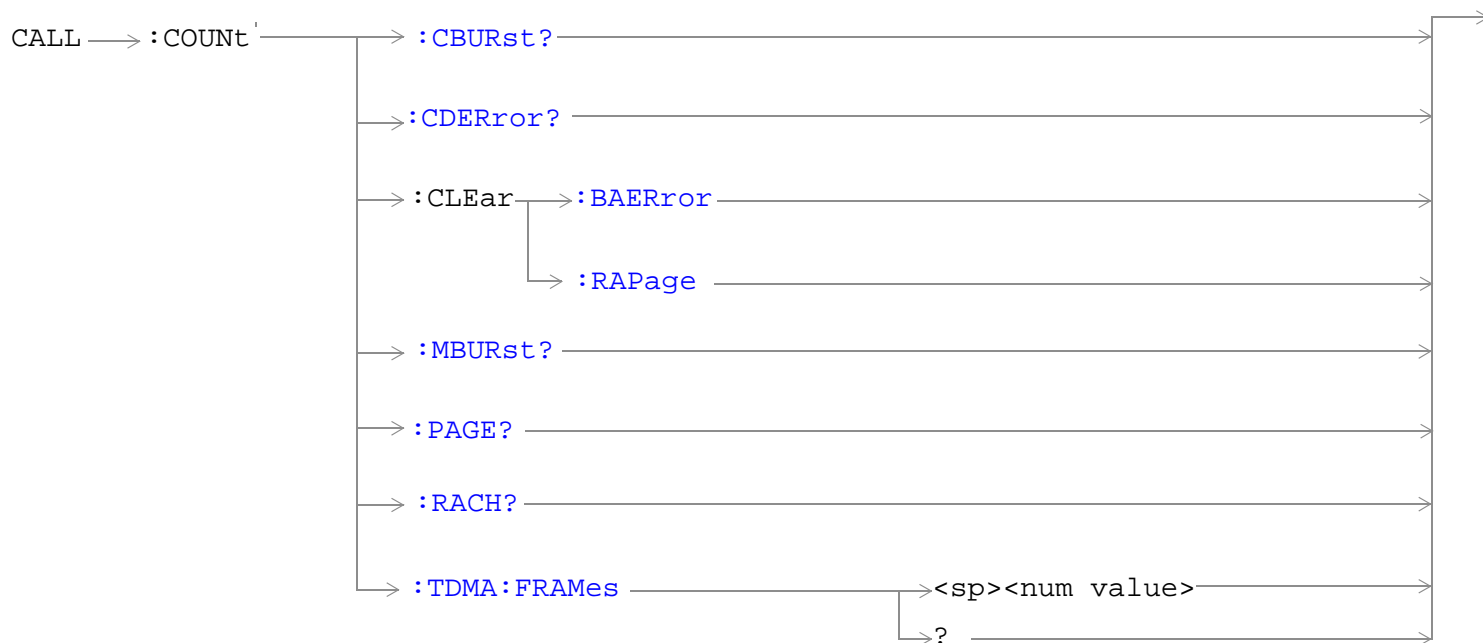 CALL :COUNt' :CBURst?
:CDERror?
:CLEar :BAERror
:RAPage
:MBURst?
:PAGE?
:RACH?
:TDMA:FRAMes <sp><num value>
?